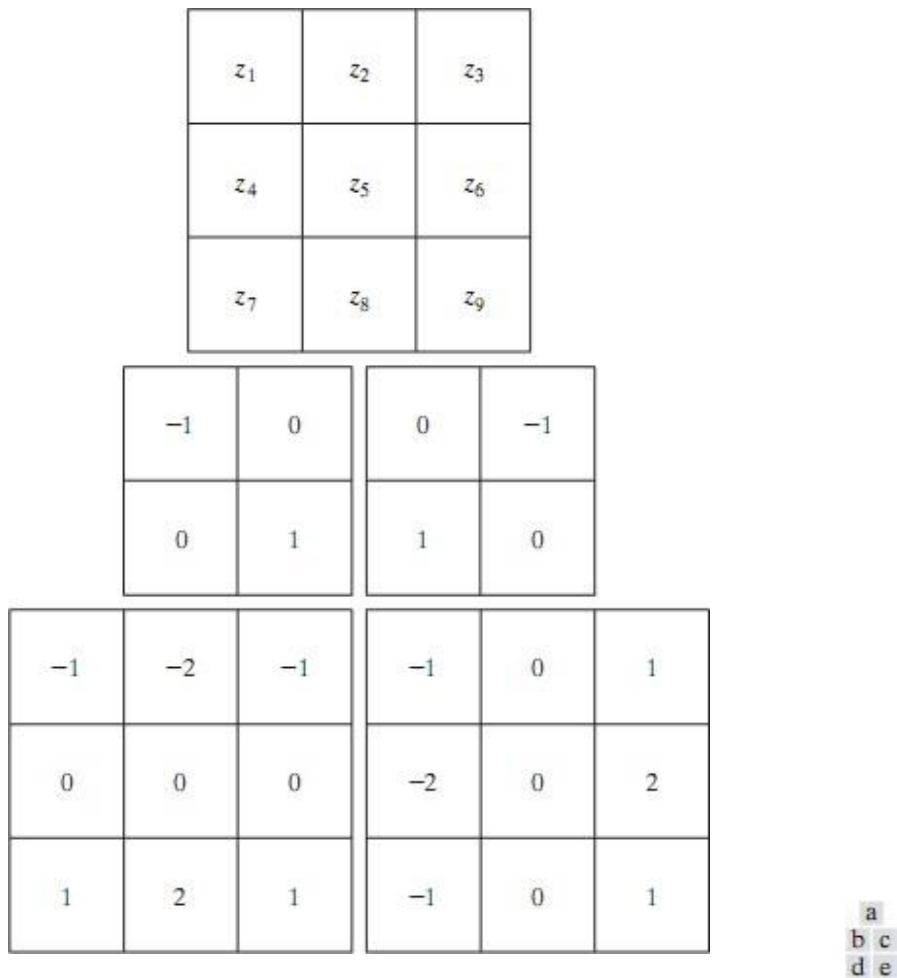 z₁ z₂ z₃
z₄ z₅ z₆
z₇ z₈ z₉
−1 0 0 −1
0 1 1 0
−1 −2 −1 −1 0 1
0 0 0 −2 0 2
1 2 1 −1 0 1
a
b c
d e